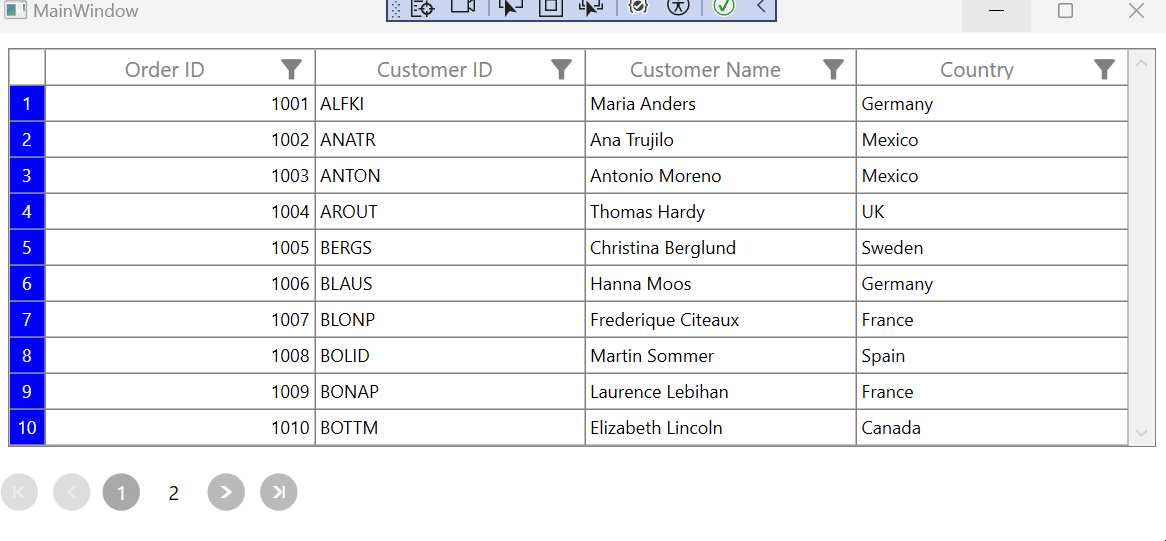 MainWindow
Order ID Customer ID Customer Name Country
1 1001 ALFKI Maria Anders Germany
2 1002 ANATR Ana Trujilo Mexico
3 1003 ANTON Antonio Moreno Mexico
4 1004 AROUT Thomas Hardy UK
5 1005 BERGS Christina Berglund Sweden
6 1006 BLAUS Hanna Moos Germany
7 1007 BLONP Frederique Citeaux France
8 1008 BOLID Martin Sommer Spain
9 1009 BONAP Laurence Lebihan France
10 1010 BOTTM Elizabeth Lincoln Canada
1 2